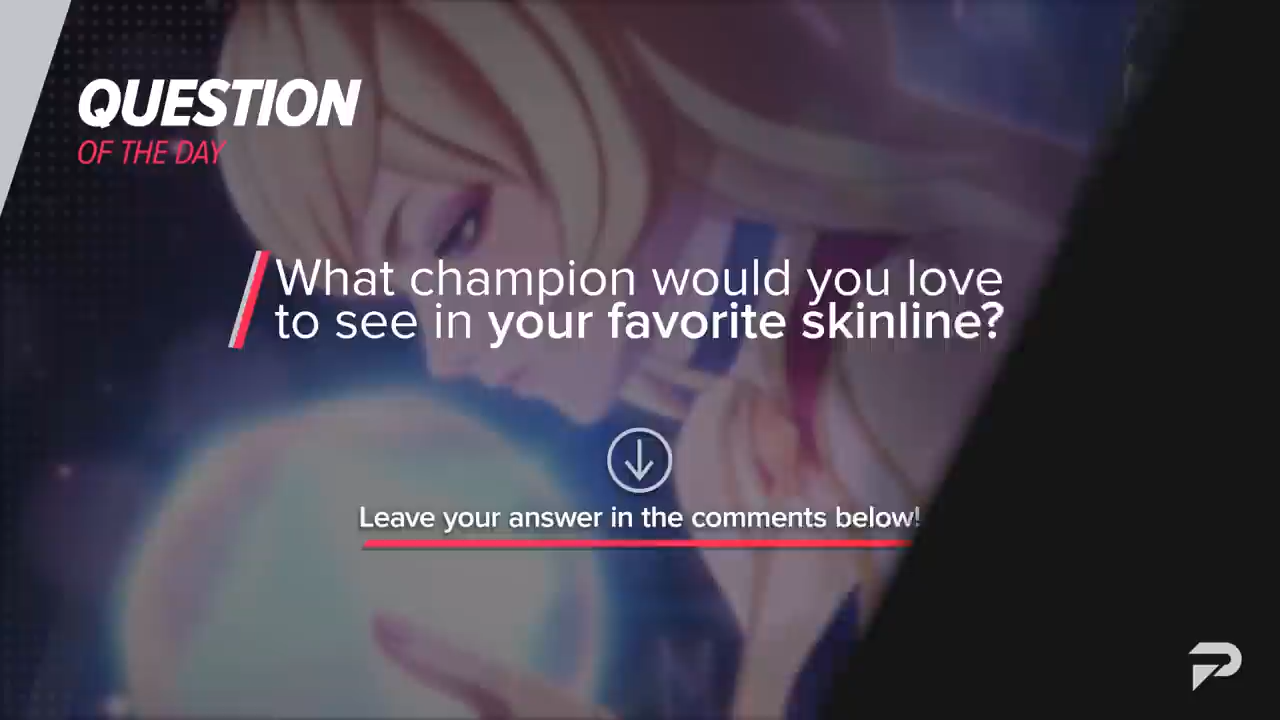 QUESTION
OF THE DAY
What champion would you love
to see in your favorite skinline?
Leave your answer in the comments below!